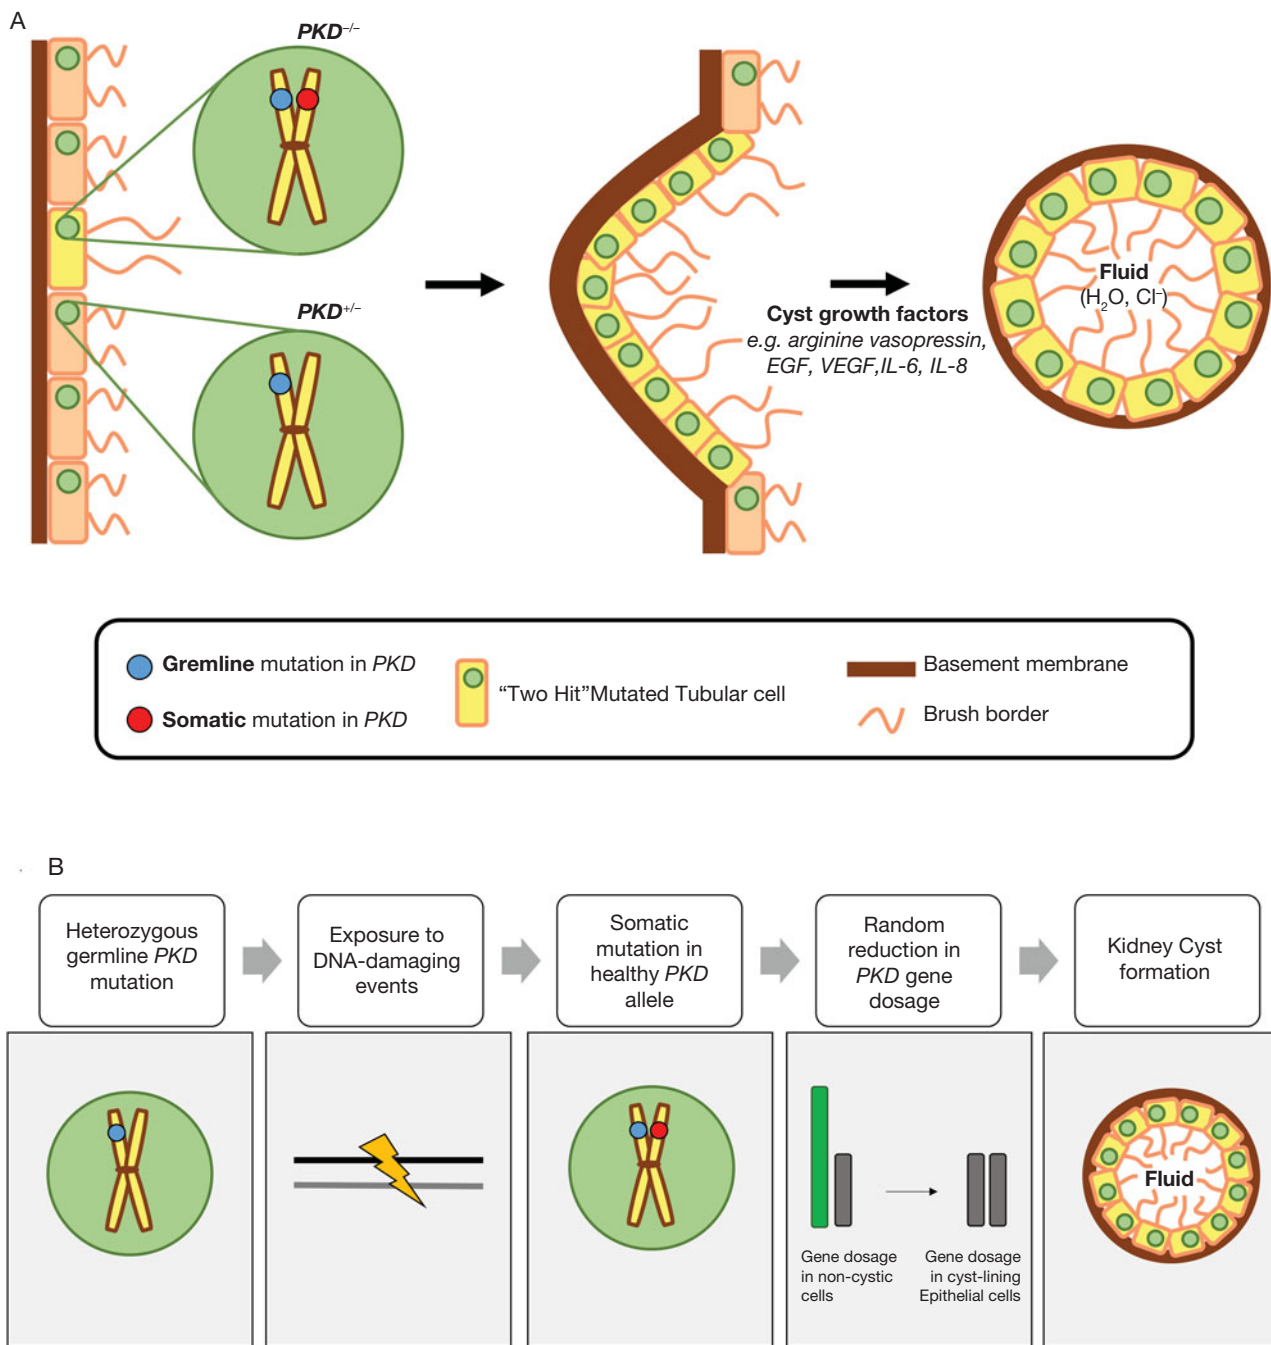 A
PKD–/–
PKD+/–
Cyst growth factors
e.g. arginine vasopressin,
EGF, VEGF,IL-6, IL-8
Fluid
(H2O, Cl–)
Gremline mutation in PKD
Somatic mutation in PKD
“Two Hit”Mutated Tubular cell
Basement membrane
Brush border
B
Heterozygous
germline PKD
mutation
Exposure to
DNA-damaging
events
Somatic
mutation in
healthy PKD
allele
Random
reduction in
PKD gene
dosage
Kidney Cyst
formation
Gene dosage
in non-cystic
cells
Gene dosage
in cyst-lining
Epithelial cells
Fluid